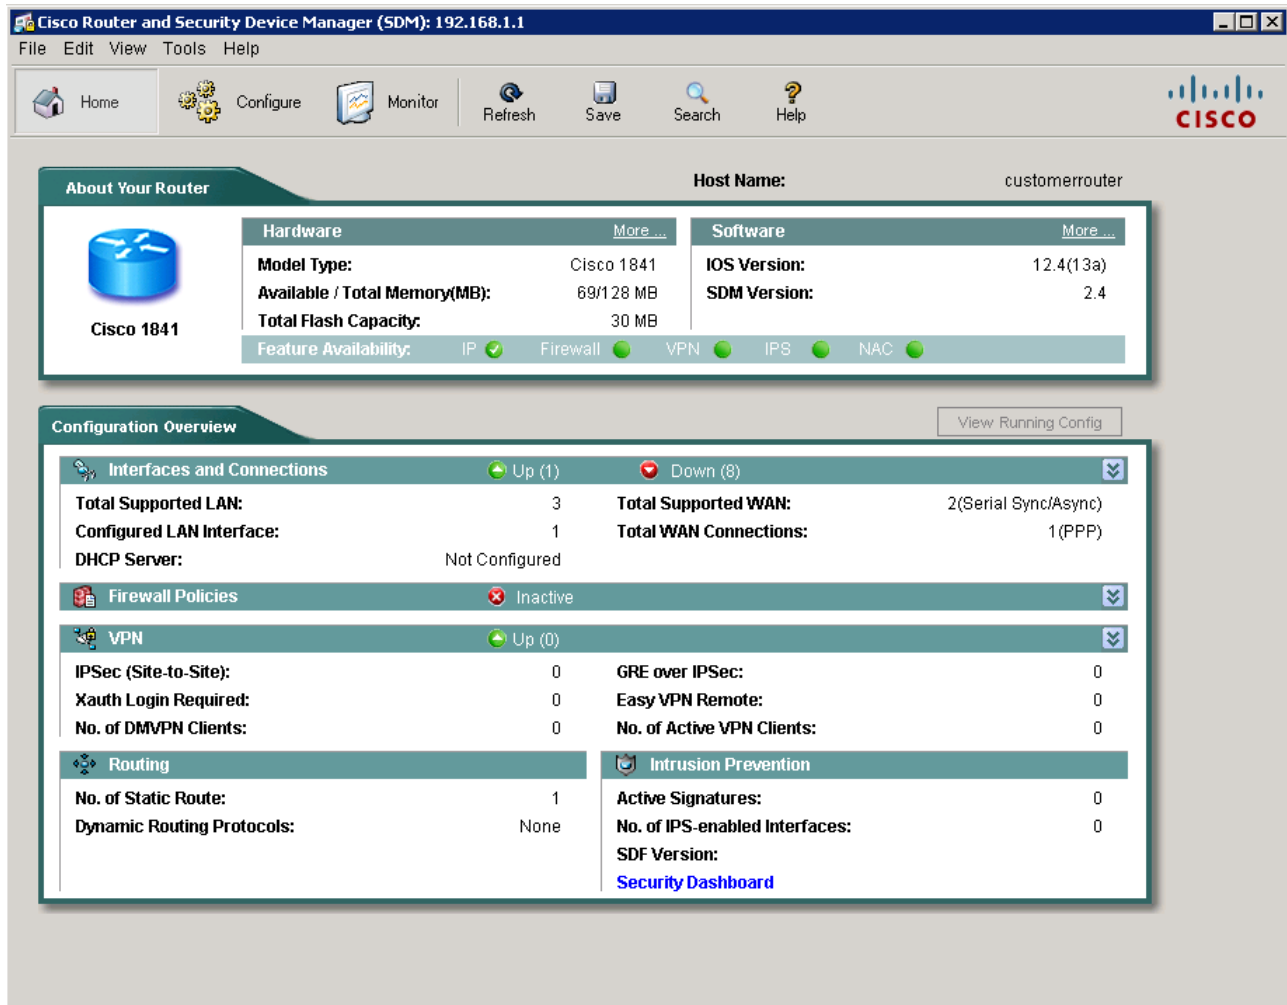 Cisco Router and Security Device Manager (SDM): 192.168.1.1
File Edit View Tools Help
Home Configure Monitor Refresh Save Search Help
CISCO
About Your Router
Host Name: customerrouter
Hardware More ... Software More ...
Model Type: Cisco 1841 IOS Version: 12.4(13a)
Available / Total Memory(MB): 69/128 MB SDM Version: 2.4
Total Flash Capacity: 30 MB
Cisco 1841
Feature Availability: IP Firewall VPN IPS NAC
Configuration Overview View Running Config
Interfaces and Connections Up (1) Down (8)
Total Supported LAN: 3 Total Supported WAN: 2(Serial Sync/Async)
Configured LAN Interface: 1 Total WAN Connections: 1(PPP)
DHCP Server: Not Configured
Firewall Policies Inactive
VPN Up (0)
IPSec (Site-to-Site): 0 GRE over IPSec: 0
Xauth Login Required: 0 Easy VPN Remote: 0
No. of DMVPN Clients: 0 No. of Active VPN Clients: 0
Routing Intrusion Prevention
No. of Static Route: 1 Active Signatures: 0
Dynamic Routing Protocols: None No. of IPS-enabled Interfaces: 0
SDF Version:
Security Dashboard